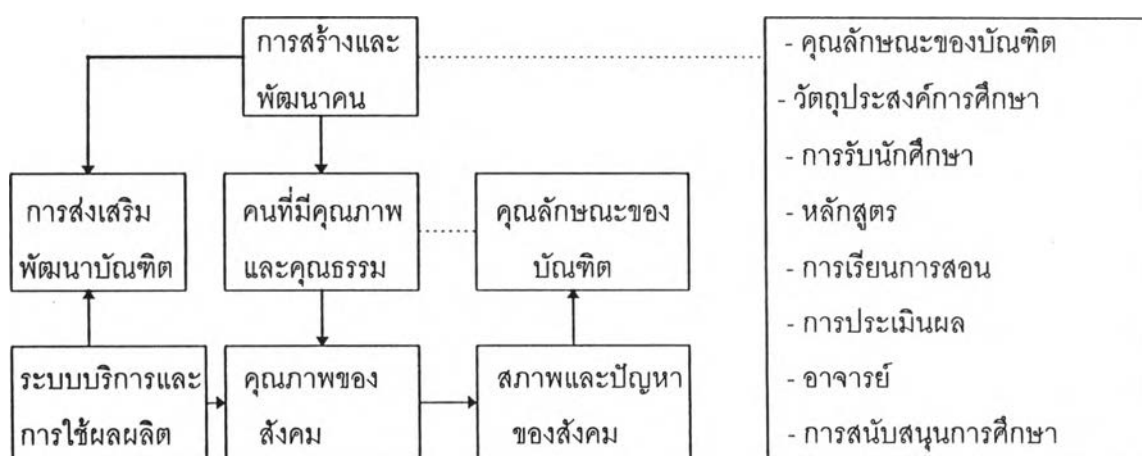 การสร้างและ
พัฒนาคน
การส่งเสริม
พัฒนาบัณฑิต
คนที่มีคุณภาพ
และคุณธรรม
คุณลักษณะของ
บัณฑิต
ระบบบริการและ
การใช้ผลผลิต
คุณภาพของ
สังคม
สภาพและปัญหา
ของสังคม
- คุณลักษณะของบัณฑิต
- วัตถุประสงค์การศึกษา
- การรับนักศึกษา
- หลักสูตร
- การเรียนการสอน
- การประเมินผล
- อาจารย์
- การสนับสนุนการศึกษา